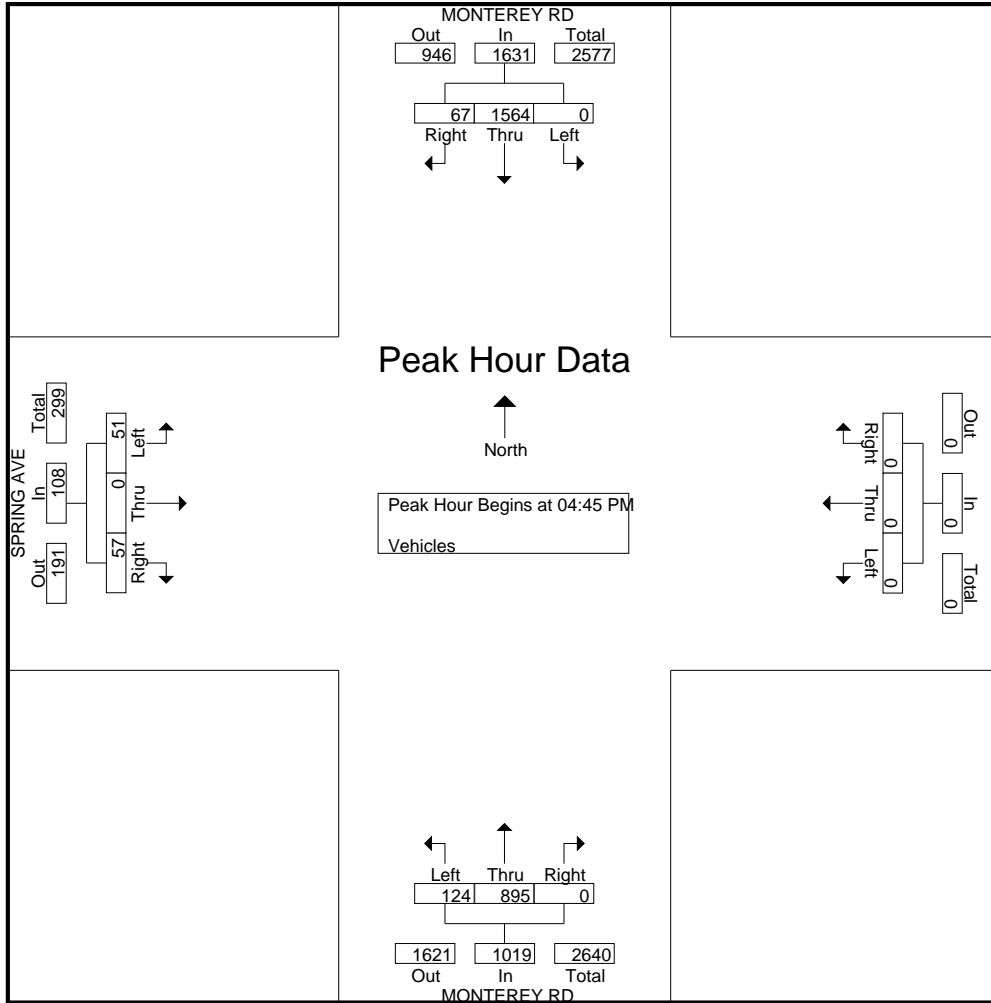 MONTEREY RD
Out In Total
946 1631 2577
67 1564 0
Right Thru Left
Peak Hour Data
North
Peak Hour Begins at 04:45 PM
Vehicles
SPRING AVE
Out In Total
191 108 299
57 0 51
Right Thru Left
Out In Total
0 0 0
Right Thru Left
0 0 0
Left Thru Right
124 895 0
1621 1019 2640
Out In Total
MONTEREY RD